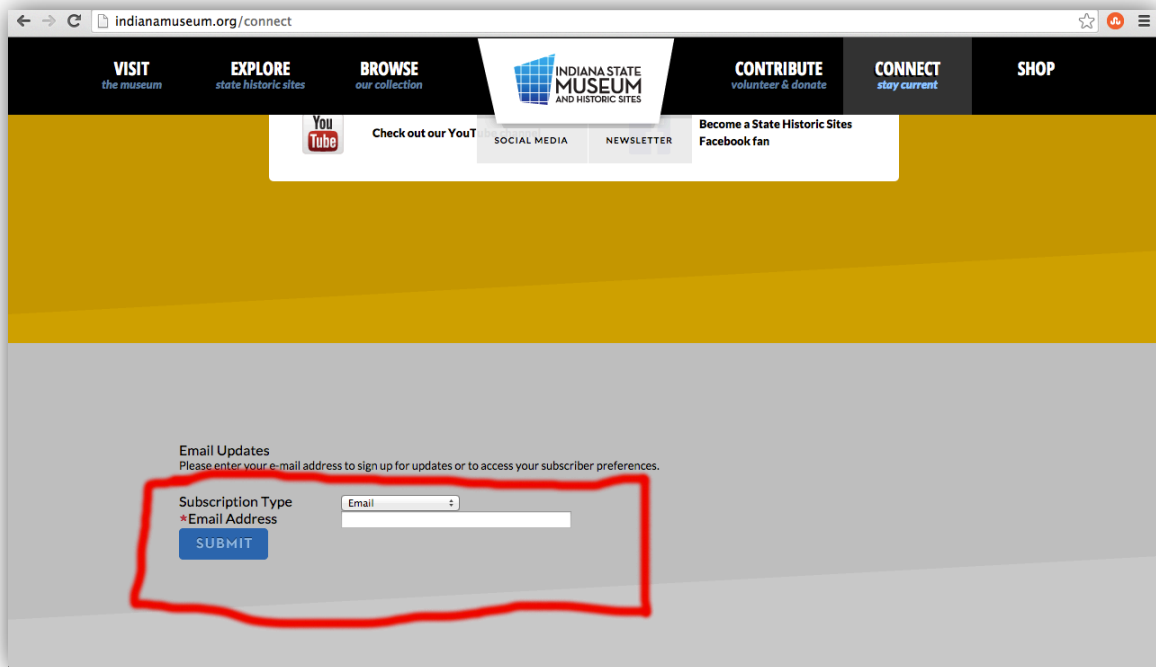 indianamuseum.org/connect
VISIT
the museum
EXPLORE
state historic sites
BROWSE
our collection
INDIANA STATE
MUSEUM
AND HISTORIC SITES
CONTRIBUTE
volunteer & donate
CONNECT
stay current
SHOP
You
Tube
Check out our YouTube channel
SOCIAL MEDIA
NEWSLETTER
Become a State Historic Sites
Facebook fan
Email Updates
Please enter your e-mail address to sign up for updates or to access your subscriber preferences.
Subscription Type
Email
*Email Address
SUBMIT